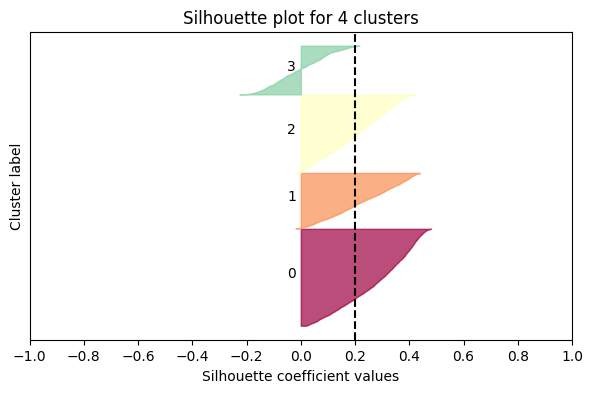 Silhouette plot for 4 clusters
Cluster label
3
2
1
0
−1.0 −0.8 −0.6 −0.4 −0.2 0.0 0.2 0.4 0.6 0.8 1.0
Silhouette coefficient values